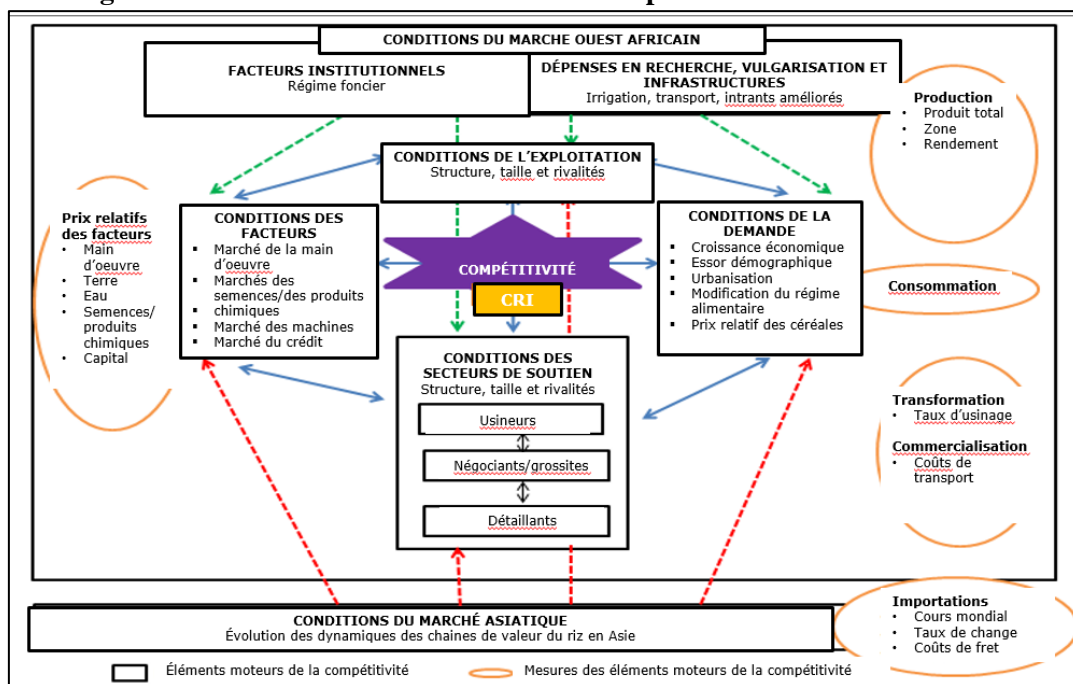 CONDITIONS DU MARCHE OUEST AFRICAIN
FACTEURS INSTITUTIONNELS
Régime foncier
DÉPENSES EN RECHERCHE, VULGARISATION ET
INFRASTRUCTURES
Irrigation, transport, intrants améliorés
Production
• Produit total
• Zone
• Rendement
CONDITIONS DE L'EXPLOITATION
Structure, taille et rivalités
Prix relatifs
des facteurs
• Main
d'oeuvre
• Terre
• Eau
• Semences/
produits
chimiques
• Capital
CONDITIONS DES
FACTEURS
▪ Marché de la main
d'oeuvre
▪ Marchés des
semences/des produits
▪ chimiques
▪ Marché des machines
▪ Marché du crédit
COMPÉTITIVITÉ
CRI
CONDITIONS DE LA
DEMANDE
▪ Croissance économique
▪ Essor démographique
▪ Urbanisation
▪ Modification du régime
alimentaire
▪ Prix relatif des céréales
Consommation
CONDITIONS DES
SECTEURS DE SOUTIEN
Structure, taille et rivalités
Usineurs
Négociants/grossites
Détaillants
Transformation
• Taux d'usinage
Commercialisation
• Coûts de
transport
CONDITIONS DU MARCHÉ ASIATIQUE
Évolution des dynamiques des chaines de valeur du riz en Asie
Importations
• Cours mondial
• Taux de change
• Coûts de fret
Éléments moteurs de la compétitivité
Mesures des éléments moteurs de la compétitivité